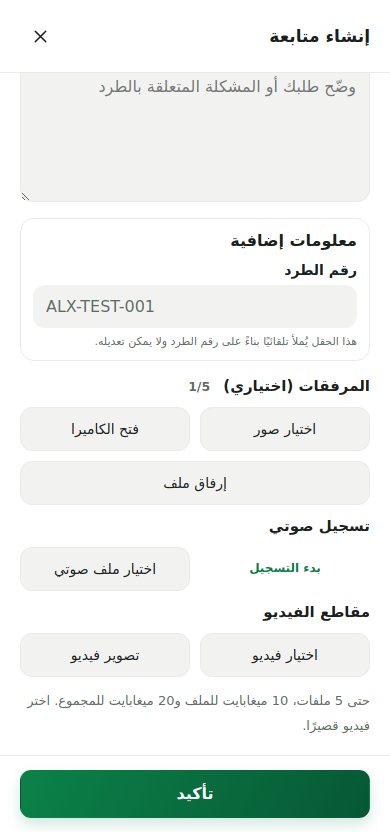 إنشاء متابعة
وضّح طلبك أو المشكلة المتعلقة بالطرد
معلومات إضافية
رقم الطرد
ALX-TEST-001
هذا الحقل يُملأ تلقائيًا بناءً على رقم الطرد ولا يمكن تعديله.
المرفقات (اختياري) 1/5
اختيار صور
فتح الكاميرا
إرفاق ملف
تسجيل صوتي
بدء التسجيل
اختيار ملف صوتي
مقاطع الفيديو
اختيار فيديو
تصوير فيديو
حتى 5 ملفات، 10 ميغابايت للملف و20 ميغابايت للمجموع. اختر
فيديو قصيرًا.
تأكيد